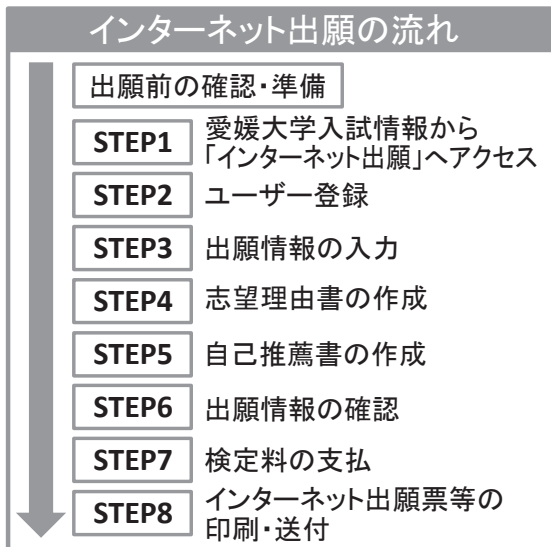 インターネット出願の流れ
出願前の確認・準備
STEP1 愛媛大学入試情報から
「インターネット出願」へアクセス
STEP2 ユーザー登録
STEP3 出願情報の入力
STEP4 志望理由書の作成
STEP5 自己推薦書の作成
STEP6 出願情報の確認
STEP7 検定料の支払
STEP8 インターネット出願票等の
印刷・送付